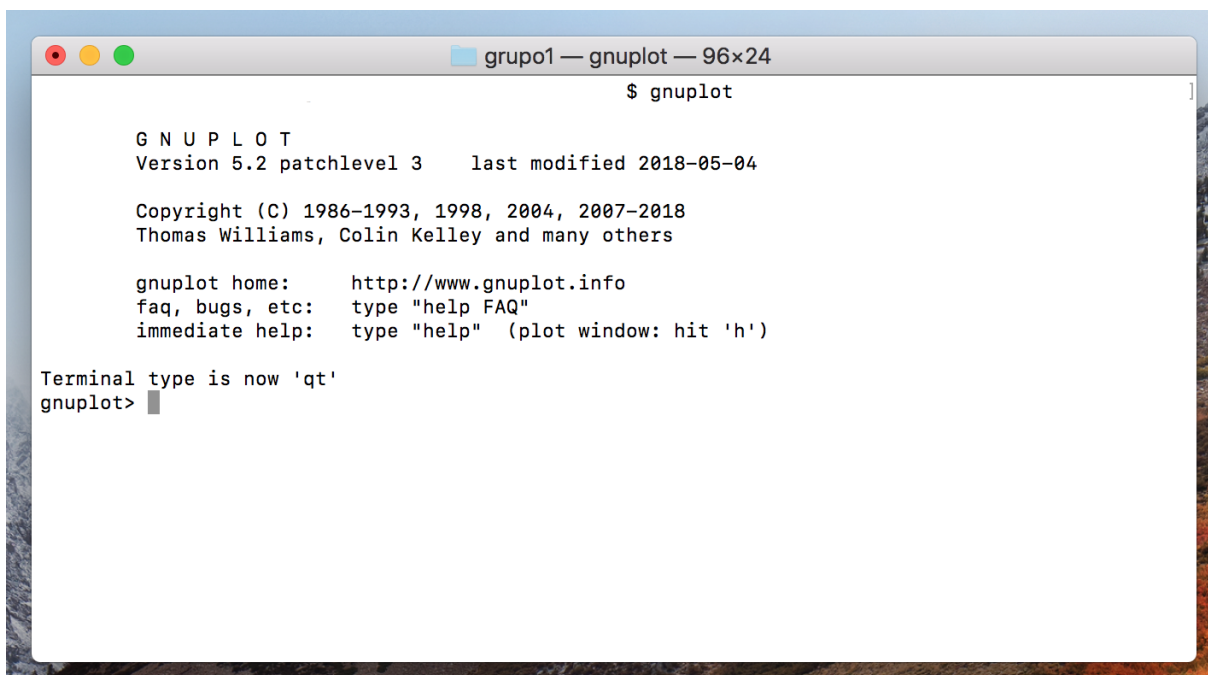 grupo1 — gnuplot — 96×24
$ gnuplot
]
G N U P L O T
Version 5.2 patchlevel 3    last modified 2018-05-04
Copyright (C) 1986-1993, 1998, 2004, 2007-2018
Thomas Williams, Colin Kelley and many others
gnuplot home:     http://www.gnuplot.info
faq, bugs, etc:   type "help FAQ"
immediate help:   type "help"  (plot window: hit 'h')
Terminal type is now 'qt'
gnuplot>